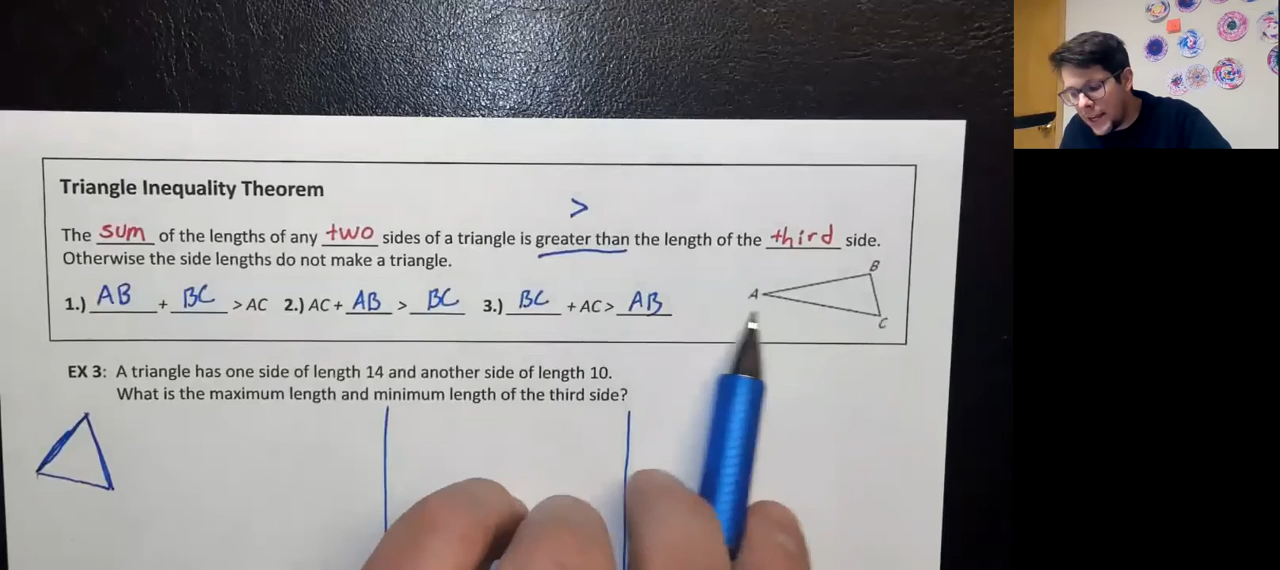 Triangle Inequality Theorem
>
The sum of the lengths of any two sides of a triangle is greater than the length of the third side.
Otherwise the side lengths do not make a triangle.
1.) AB + BC > AC 2.) AC + AB > BC 3.) BC + AC > AB
A B C
EX 3: A triangle has one side of length 14 and another side of length 10.
What is the maximum length and minimum length of the third side?